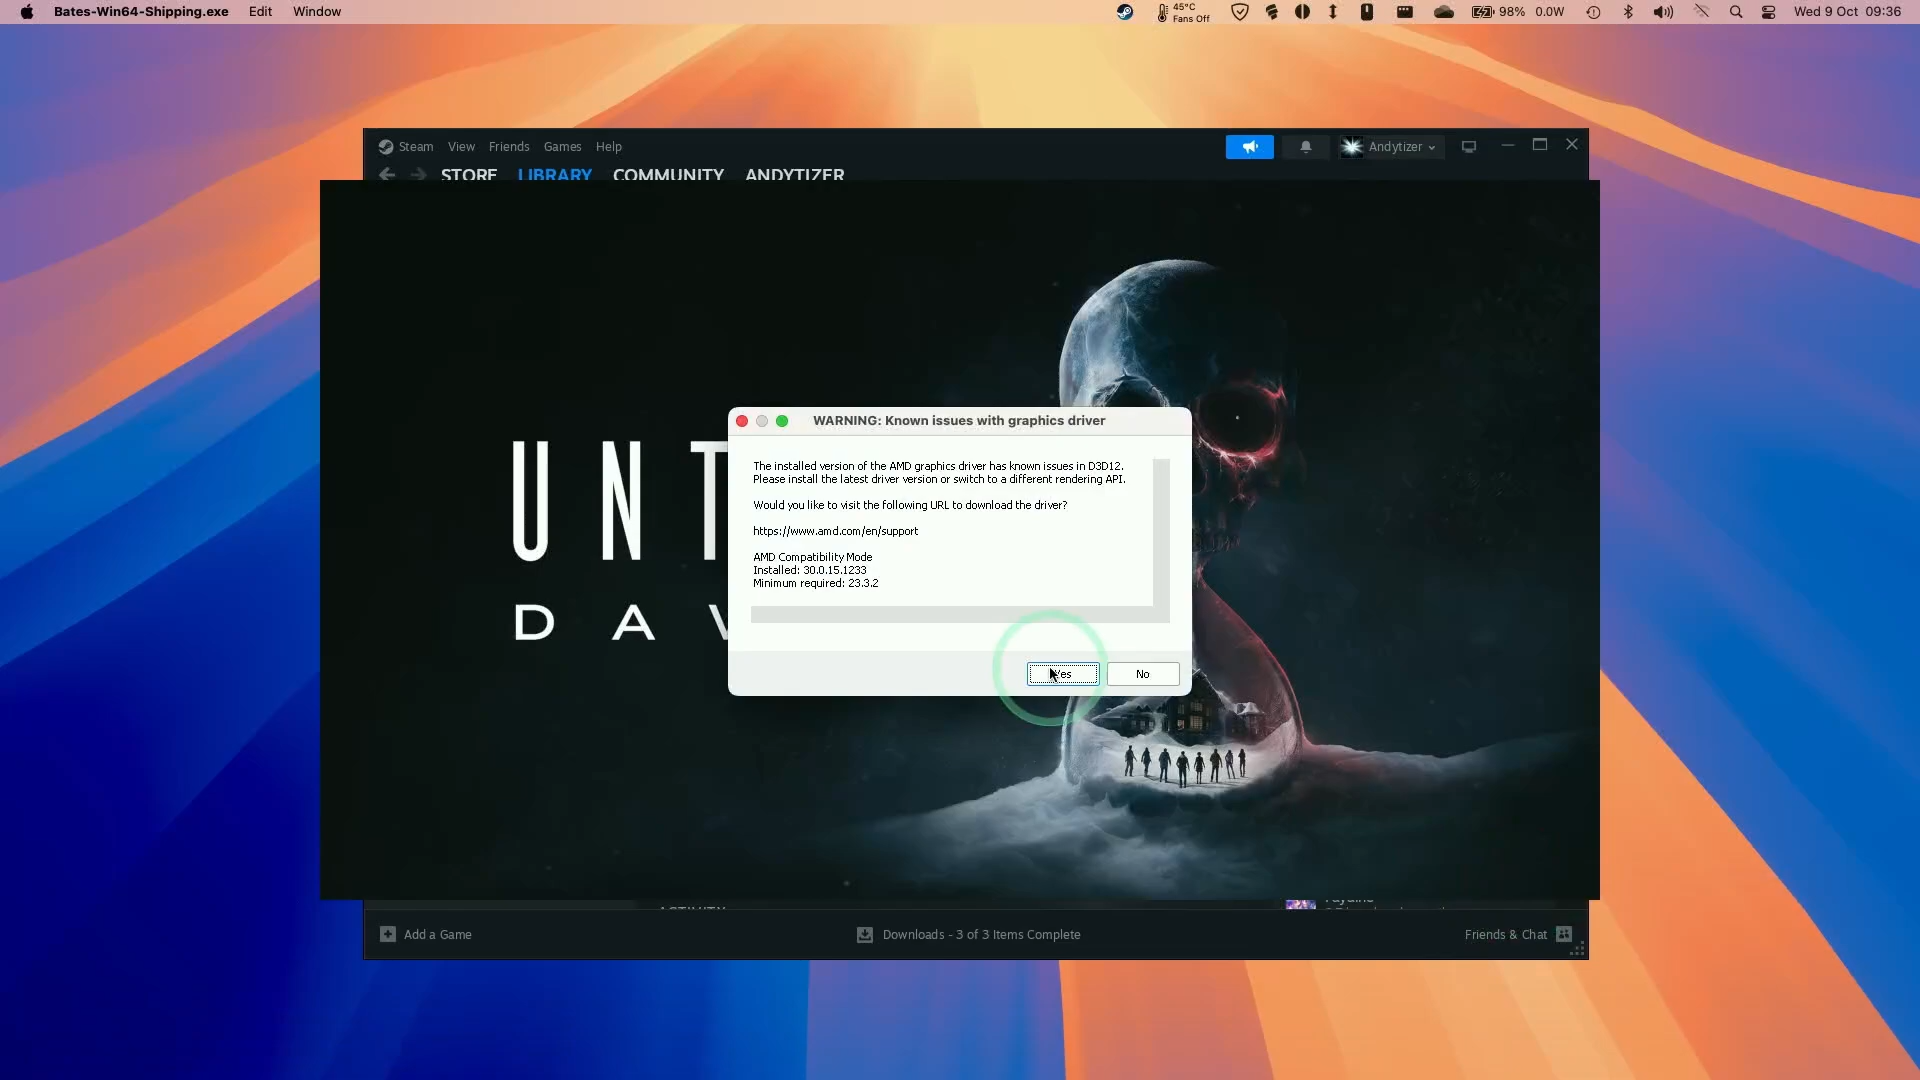 Bates-Win64-Shipping.exe Edit Window
45°C
Fans Off
98% 0.0W
Wed 9 Oct 09:36
Steam View Friends Games Help
Andytizer
STORE LIBRARY COMMUNITY ANDYTIZER
UNT
DA
WARNING: Known issues with graphics driver
The installed version of the AMD graphics driver has known issues in D3D12.
Please install the latest driver version or switch to a different rendering API.
Would you like to visit the following URL to download the driver?
https://www.amd.com/en/support
AMD Compatibility Mode
Installed: 30.0.15.1233
Minimum required: 23.3.2
Yes No
Add a Game
Downloads - 3 of 3 Items Complete
Friends & Chat